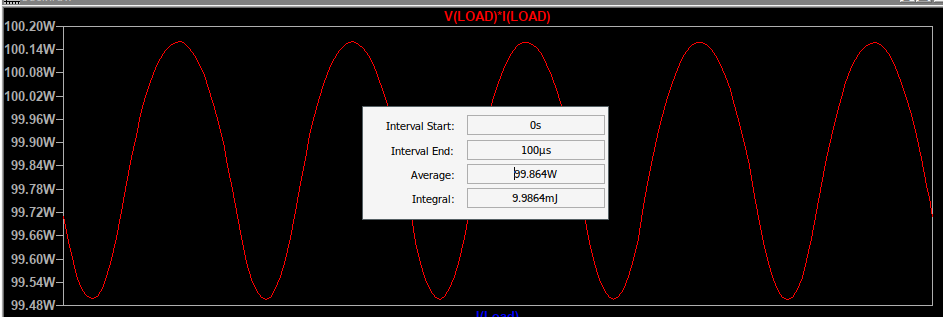 V(LOAD)*I(LOAD)
100.20W
100.14W
100.08W
100.02W
99.96W
99.90W
99.84W
99.78W
99.72W
99.66W
99.60W
99.54W
99.48W
Interval Start: 0s
Interval End: 100µs
Average: 99.864W
Integral: 9.9864mJ
I(Load)